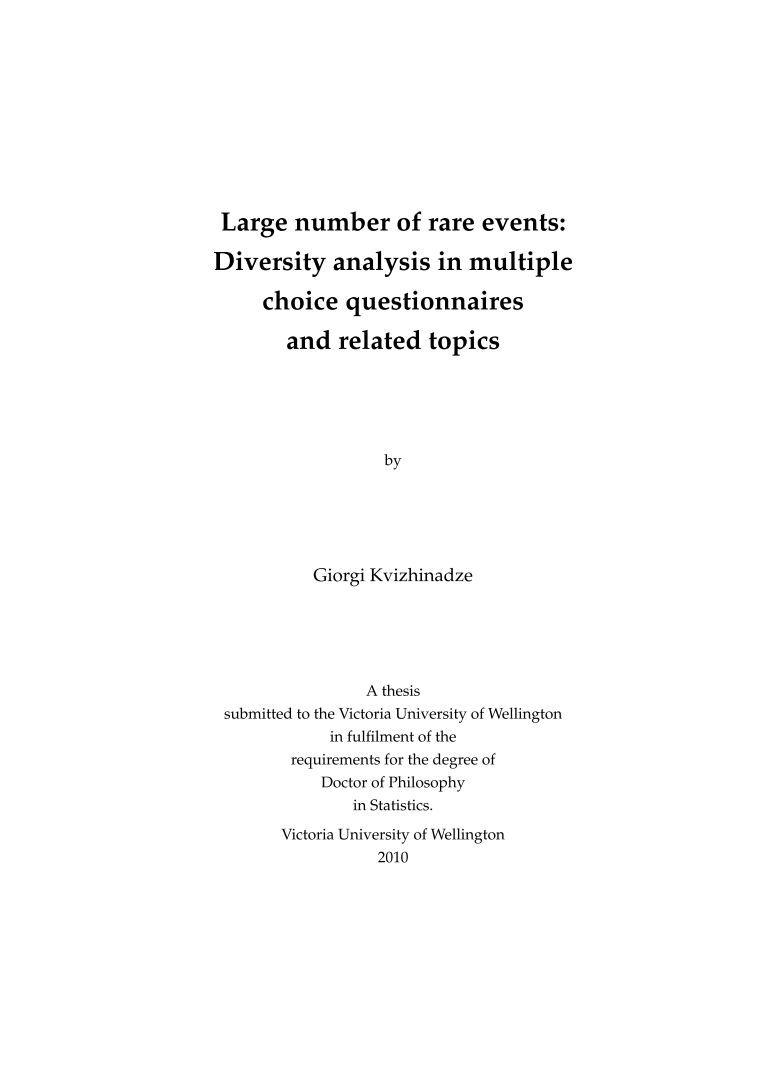 Large number of rare events:
Diversity analysis in multiple
choice questionnaires
and related topics
by
Giorgi Kvizhinadze
A thesis
submitted to the Victoria University of Wellington
in fulfilment of the
requirements for the degree of
Doctor of Philosophy
in Statistics.
Victoria University of Wellington
2010